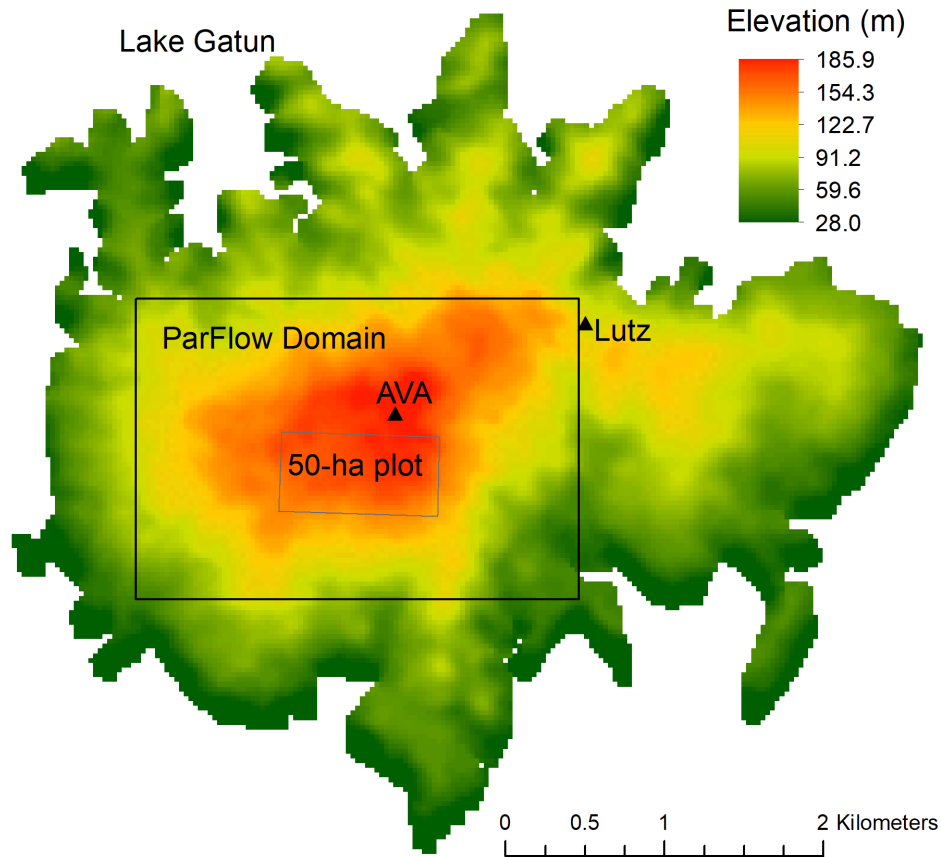 Lake Gatun
Elevation (m)
185.9
154.3
122.7
91.2
59.6
28.0
ParFlow Domain
Lutz
AVA
50-ha plot
0 0.5 1 2 Kilometers